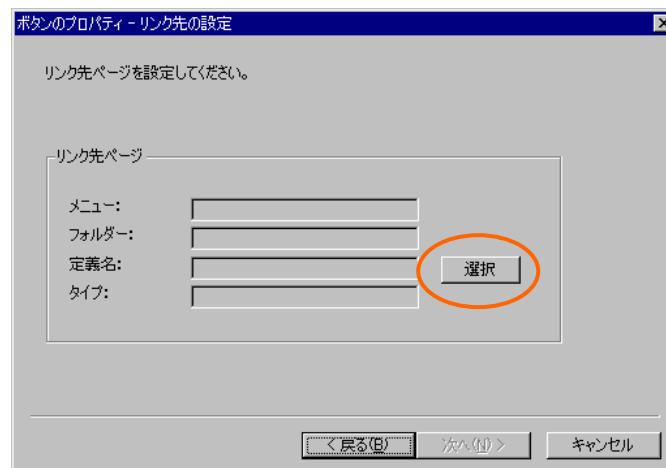 ボタンのプロパティ - リンク先の設定
リンク先ページを設定してください。
リンク先ページ
メニュー:
フォルダー:
定義名:
選択
タイプ:
< 戻る(B)
次へ(N) >
キャンセル